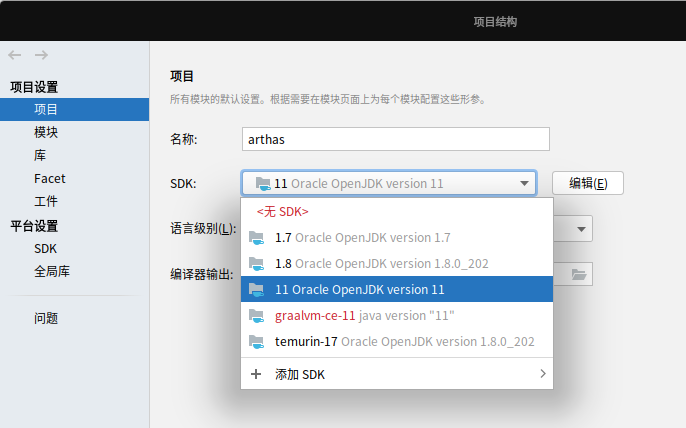 项目结构
项目设置
项目
模块
库
Facet
工件
平台设置
SDK
全局库
问题
项目
所有模块的默认设置。根据需要在模块页面上为每个模块配置这些形参。
名称: arthas
SDK: 11 Oracle OpenJDK version 11 编辑(E)
<无 SDK>
语言级别(L):
1.7 Oracle OpenJDK version 1.7
1.8 Oracle OpenJDK version 1.8.0_202
编译器输出:
11 Oracle OpenJDK version 11
graalvm-ce-11 java version "11"
temurin-17 Oracle OpenJDK version 1.8.0_202
添加 SDK